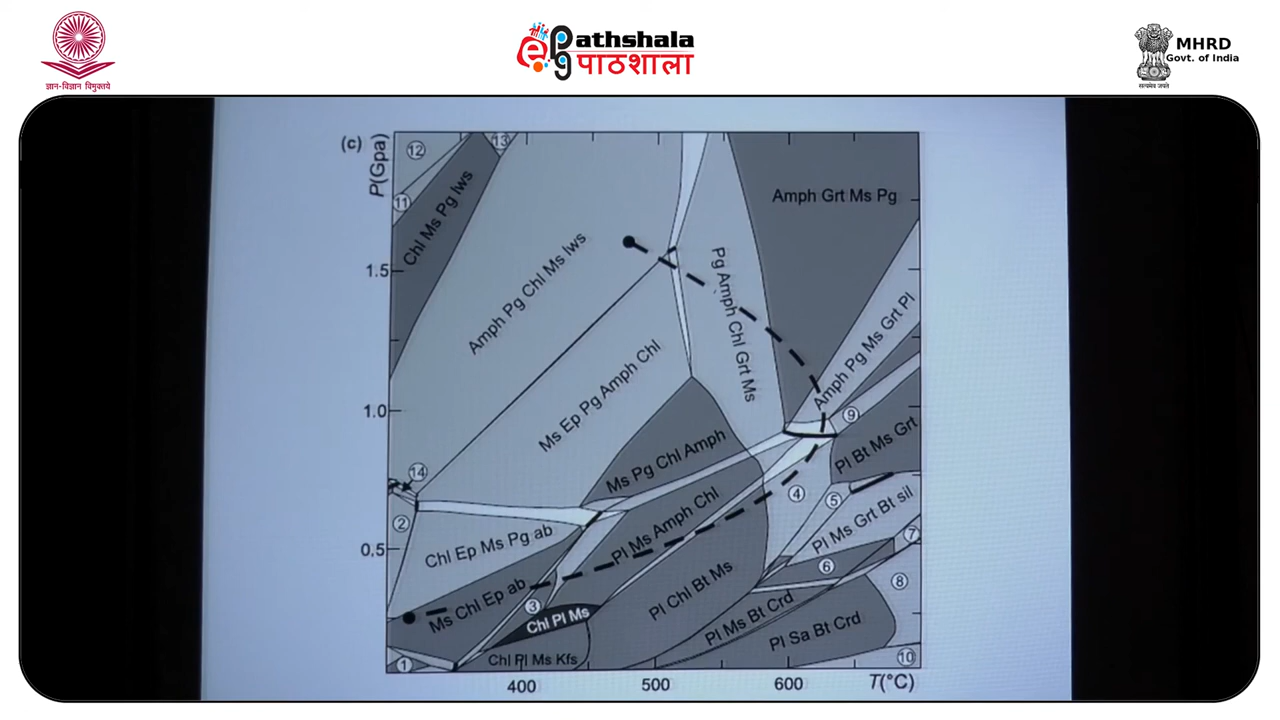 ज्ञान-विज्ञान विमुक्तये
epg Pathshala
पाठशाला
MHRD
Govt. of India
सत्यमेव जयते
(c)
P(Gpa)
1.5
1.0
0.5
12
13
11
Chl Ms Pg lws
Amph Pg Chl Ms lws
Amph Grt Ms Pg
Pg Amph Chl Grt Ms
Amph Pg Ms Grt Pl
Ms Ep Pg Amph Chl
9
Pl Bt Ms Grt
Ms Pg Chl Amph
14
2
4
5
Pl Ms Amph Chl
Pl Ms Grt Bt sil
Chl Ep Ms Pg ab
7
6
8
Ms Chl Ep ab
3
Chl Pl Ms
Pl Chl Bt Ms
Pl Ms Bt Crd
Pl Sa Bt Crd
1
Chl Pl Ms Kfs
10
400
500
600
T(°C)